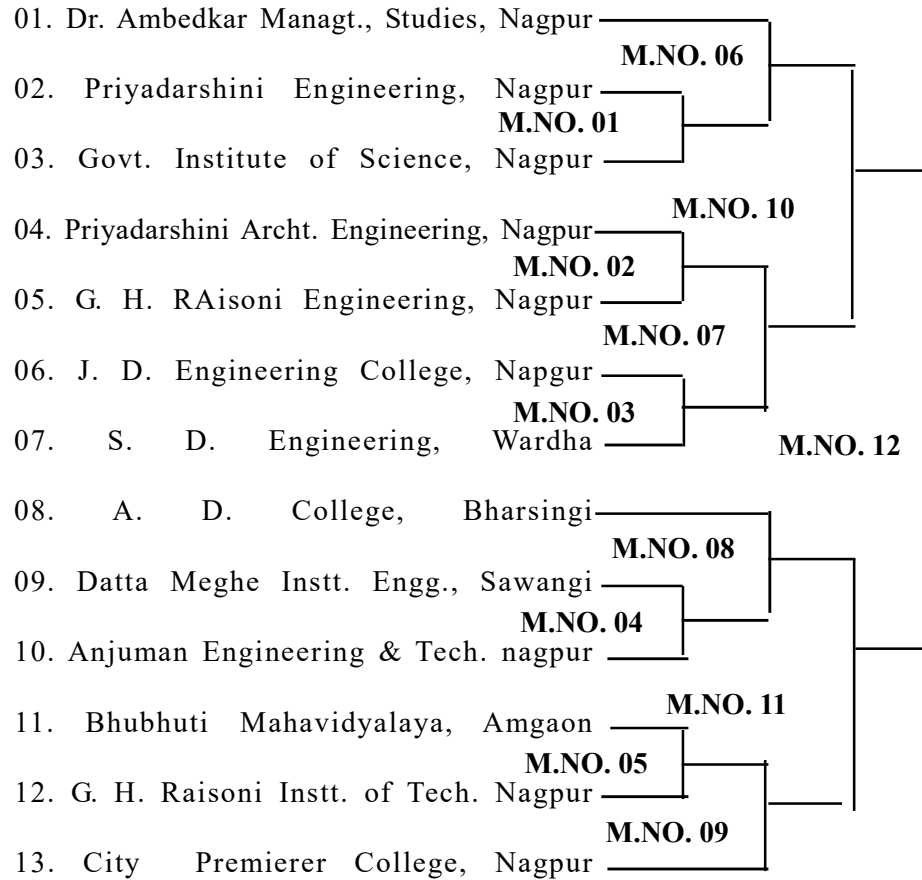 01. Dr. Ambedkar Managt., Studies, Nagpur
M.NO. 06
02. Priyadarshini Engineering, Nagpur
M.NO. 01
03. Govt. Institute of Science, Nagpur
M.NO. 10
04. Priyadarshini Archt. Engineering, Nagpur
M.NO. 02
05. G. H. RAisoni Engineering, Nagpur
M.NO. 07
06. J. D. Engineering College, Napgur
M.NO. 03
07. S. D. Engineering, Wardha
M.NO. 12
08. A. D. College, Bharsingi
M.NO. 08
09. Datta Meghe Instt. Engg., Sawangi
M.NO. 04
10. Anjuman Engineering & Tech. nagpur
M.NO. 11
11. Bhubhuti Mahavidyalaya, Amgaon
M.NO. 05
12. G. H. Raisoni Instt. of Tech. Nagpur
M.NO. 09
13. City Premierer College, Nagpur